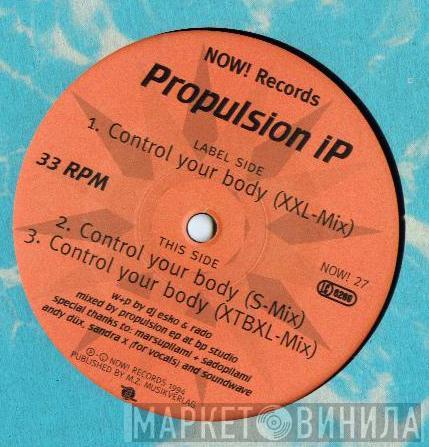 NOW! Records
Propulsion iP
LABEL SIDE
1. Control your body (XXL-Mix)
33 RPM
THIS SIDE
2. Control your body (S-Mix)
3. Control your body (XTBXL-Mix)
NOW! 27
LC 6298
w+p by dj esko & rado
mixed by propulsion ep at bp studio
special thanks to: marsupilami + sadopilami
andy düx, sandra x (for vocals) and soundwave
Ⓟ © NOW! RECORDS 1994
PUBLISHED BY M.Z. MUSIKVERLAG
МАРКЕТ ВИНИЛА